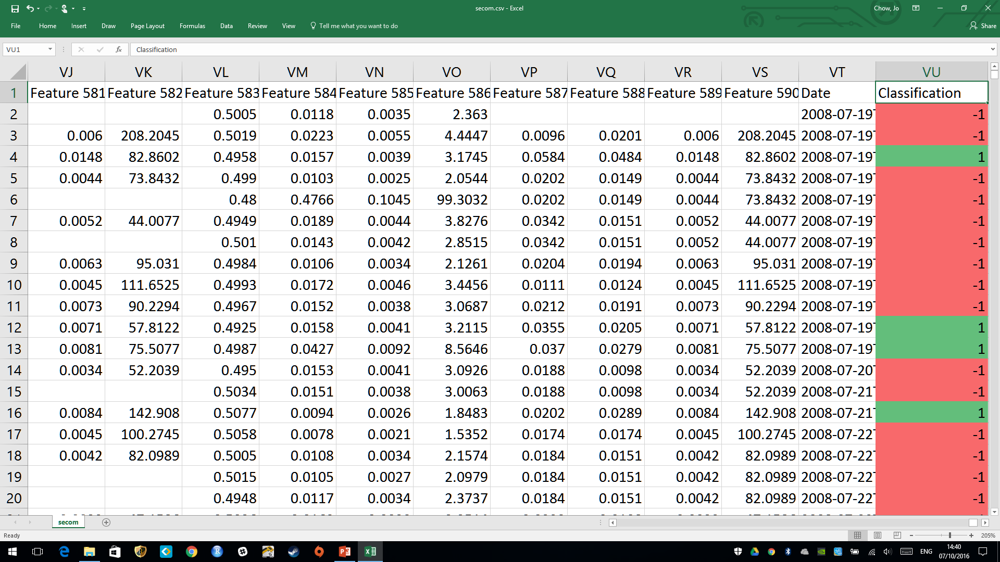 secom.csv - Excel
Chow, Jo
File Home Insert Draw Page Layout Formulas Data Review View Tell me what you want to do Share
VU1 fx Classification
VJ VK VL VM VN VO VP VQ VR VS VT VU
1 Feature 581 Feature 582 Feature 583 Feature 584 Feature 585 Feature 586 Feature 587 Feature 588 Feature 589 Feature 590 Date Classification
2 0.5005 0.0118 0.0035 2.363 2008-07-19T -1
3 0.006 208.2045 0.5019 0.0223 0.0055 4.4447 0.0096 0.0201 0.006 208.2045 2008-07-19T -1
4 0.0148 82.8602 0.4958 0.0157 0.0039 3.1745 0.0584 0.0484 0.0148 82.8602 2008-07-19T 1
5 0.0044 73.8432 0.499 0.0103 0.0025 2.0544 0.0202 0.0149 0.0044 73.8432 2008-07-19T -1
6 0.48 0.4766 0.1045 99.3032 0.0202 0.0149 0.0044 73.8432 2008-07-19T -1
7 0.0052 44.0077 0.4949 0.0189 0.0044 3.8276 0.0342 0.0151 0.0052 44.0077 2008-07-19T -1
8 0.501 0.0143 0.0042 2.8515 0.0342 0.0151 0.0052 44.0077 2008-07-19T -1
9 0.0063 95.031 0.4984 0.0106 0.0034 2.1261 0.0204 0.0194 0.0063 95.031 2008-07-19T -1
10 0.0045 111.6525 0.4993 0.0172 0.0046 3.4456 0.0111 0.0124 0.0045 111.6525 2008-07-19T -1
11 0.0073 90.2294 0.4967 0.0152 0.0038 3.0687 0.0212 0.0191 0.0073 90.2294 2008-07-19T -1
12 0.0071 57.8122 0.4925 0.0158 0.0041 3.2115 0.0355 0.0205 0.0071 57.8122 2008-07-19T 1
13 0.0081 75.5077 0.4987 0.0427 0.0092 8.5646 0.037 0.0279 0.0081 75.5077 2008-07-19T 1
14 0.0034 52.2039 0.495 0.0153 0.0041 3.0926 0.0188 0.0098 0.0034 52.2039 2008-07-20T -1
15 0.5034 0.0151 0.0038 3.0063 0.0188 0.0098 0.0034 52.2039 2008-07-21T -1
16 0.0084 142.908 0.5077 0.0094 0.0026 1.8483 0.0202 0.0289 0.0084 142.908 2008-07-21T 1
17 0.0045 100.2745 0.5058 0.0078 0.0021 1.5352 0.0174 0.0174 0.0045 100.2745 2008-07-22T -1
18 0.0042 82.0989 0.5005 0.0108 0.0034 2.1574 0.0184 0.0151 0.0042 82.0989 2008-07-22T -1
19 0.5015 0.0105 0.0027 2.0979 0.0184 0.0151 0.0042 82.0989 2008-07-22T -1
20 0.4948 0.0117 0.0034 2.3737 0.0184 0.0151 0.0042 82.0989 2008-07-22T -1
secom
Ready
205%
ENG
14:40
07/10/2016